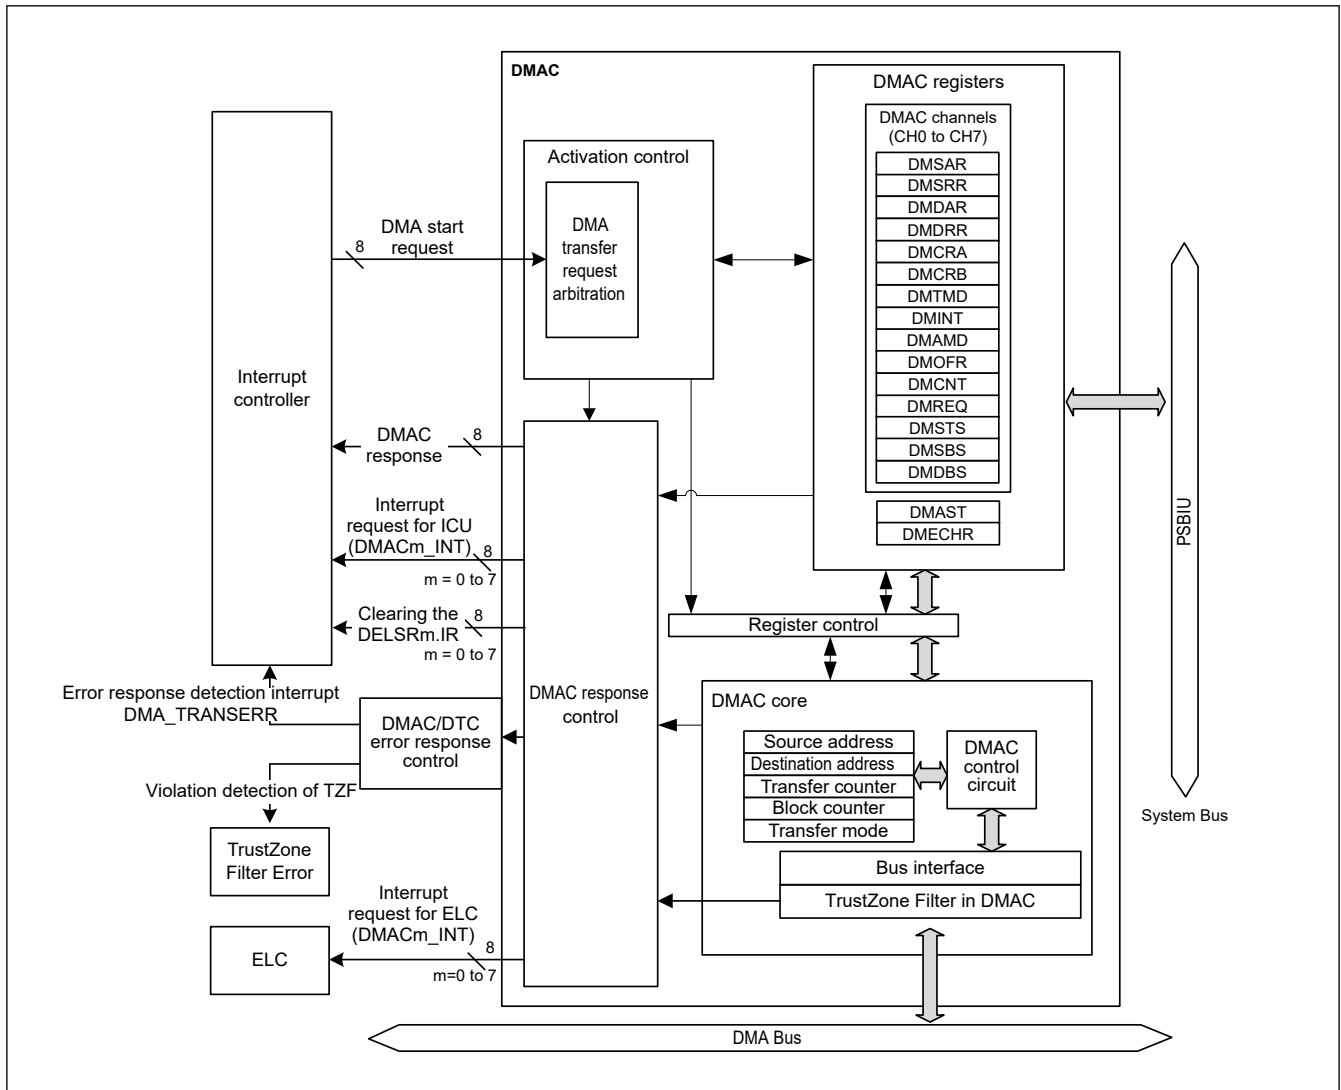 DMAC
DMAC registers
DMAC channels
(CH0 to CH7)
DMSAR
DMSRR
DMDAR
DMDRR
DMCRA
DMCRB
DMTMD
DMINT
DMAMD
DMOFR
DMCNT
DMREQ
DMSTS
DMSBS
DMDBS
DMAST
DMECHR
Activation control
DMA
transfer
request
arbitration
DMA start
request
8
Interrupt
controller
DMAC
response
8
Interrupt
request for ICU
(DMACm_INT)
8
m = 0 to 7
Clearing the
DELSRm.IR
8
m = 0 to 7
Error response detection interrupt
DMA_TRANSERR
DMAC/DTC
error response
control
Violation detection of TZF
TrustZone
Filter Error
Interrupt
request for ELC
(DMACm_INT)
8
m=0 to 7
ELC
DMAC response
control
Register control
DMAC core
Source address
Destination address
Transfer counter
Block counter
Transfer mode
DMAC
control
circuit
Bus interface
TrustZone Filter in DMAC
PSBIU
System Bus
DMA Bus